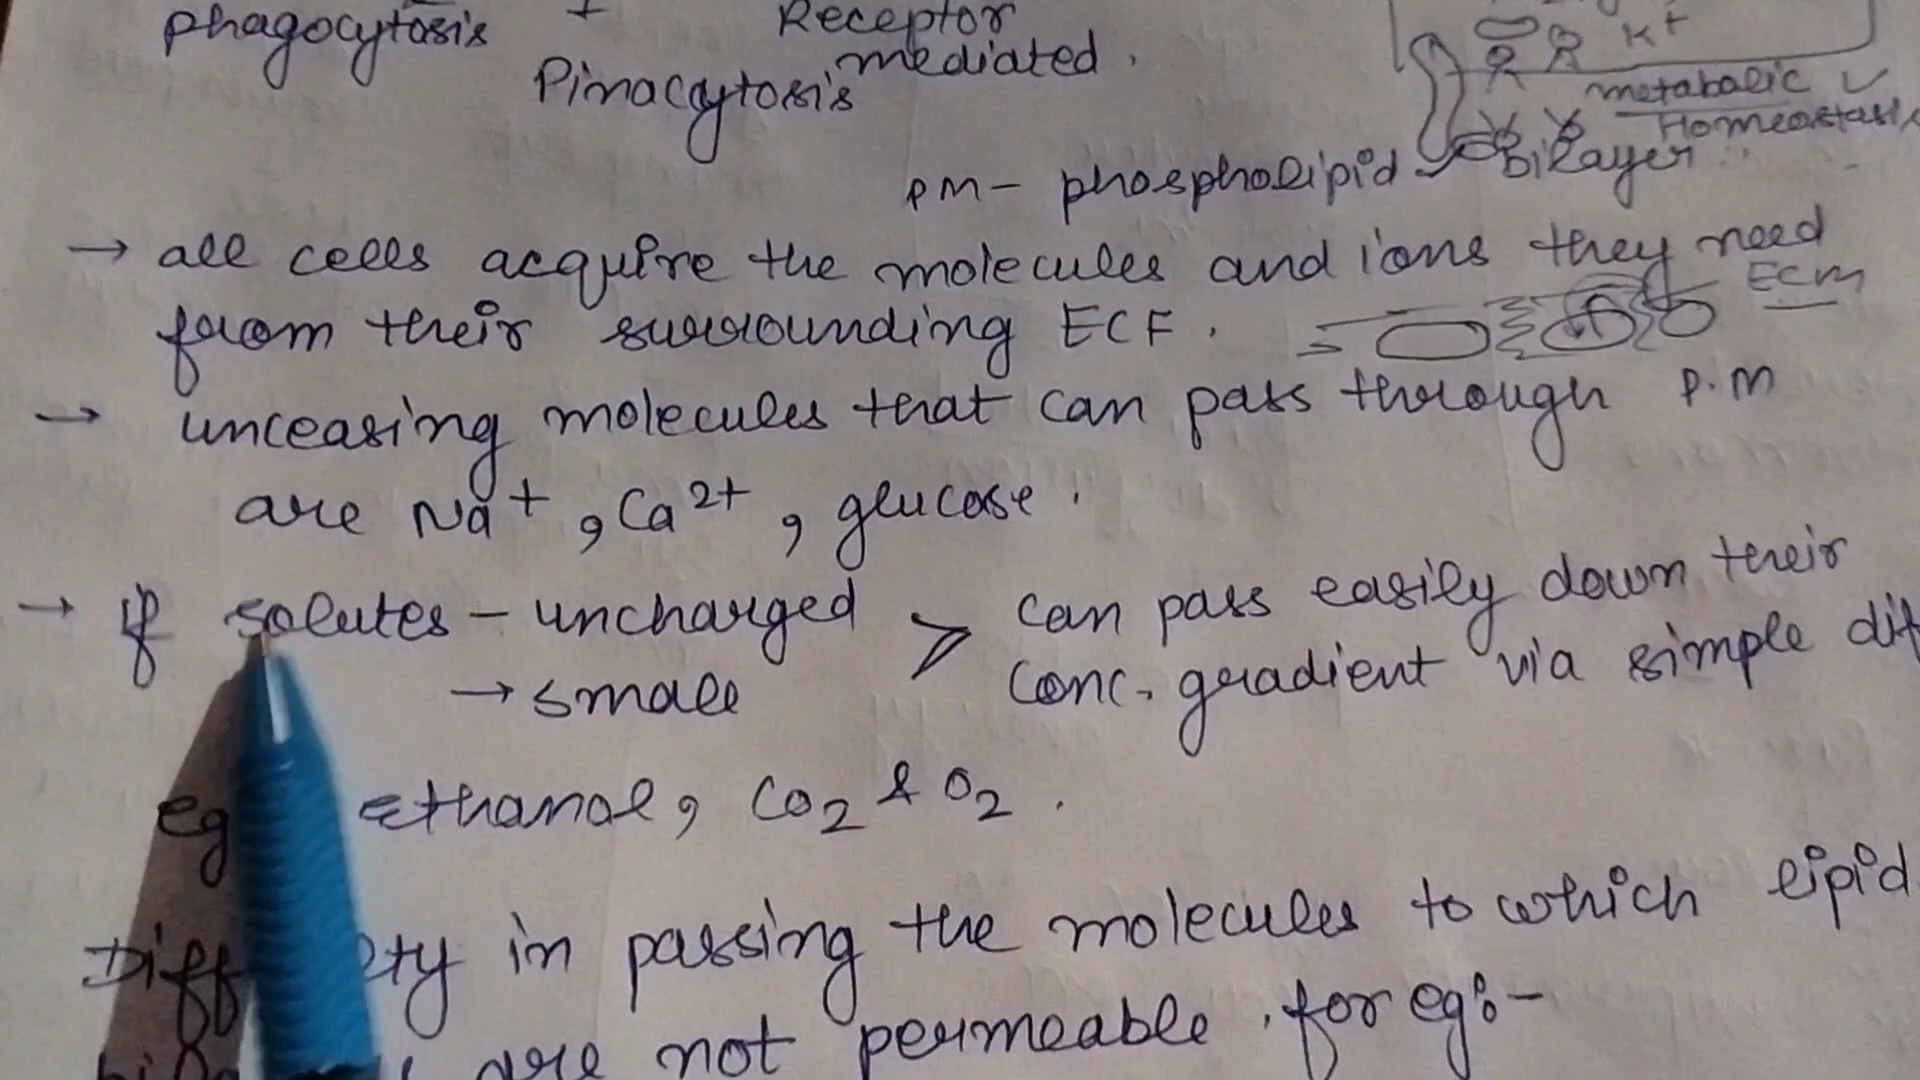 phagocytosis + Receptor
mediated.
Pinacytosis
K+
metabolic ✓
Homeostasis
PM - phospholipid bilayer
→ all cells acquire the molecules and ions they need
from their surrounding ECF.
ECM
→ unceasing molecules that can pass through P.M
are Na+, Ca2+, glucose.
→ if solutes - uncharged > can pass easily down their
→ small conc. gradient via simple dif
eg ethanol, CO2 & O2.
in passing the molecules to which lipid
are not permeable. for eg:-